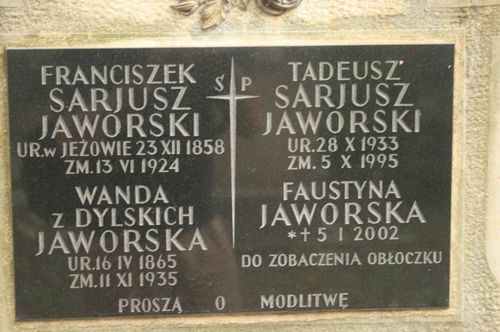 FRANCISZEK
SARJUSZ
JAWORSKI
UR.W JEŻOWIE 23 XII 1858
ZM.13 VI 1924
WANDA
Z DYLSKICH
JAWORSKA
UR.16 IV 1865
ZM.11 XI 1935
S P
TADEUSZ
SARJUSZ
JAWORSKI
UR.28 X 1933
ZM. 5 X 1995
FAUSTYNA
JAWORSKA
*† 5 I 2002
DO ZOBACZENIA OBŁOCZKU
PROSZĄ O MODLITWĘ